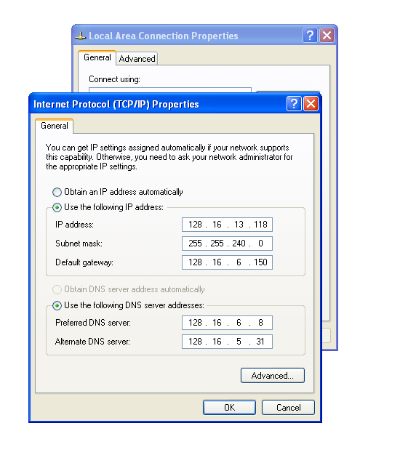 Local Area Connection Properties
General Advanced
Connect using:
Internet Protocol (TCP/IP) Properties
General
You can get IP settings assigned automatically if your network supports
this capability. Otherwise, you need to ask your network administrator for
the appropriate IP settings.
Obtain an IP address automatically
Use the following IP address:
IP address: 128 . 16 . 13 . 118
Subnet mask: 255 . 255 . 240 . 0
Default gateway: 128 . 16 . 6 . 150
Obtain DNS server address automatically
Use the following DNS server addresses:
Preferred DNS server: 128 . 16 . 6 . 8
Alternate DNS server: 128 . 16 . 5 . 31
Advanced...
OK Cancel